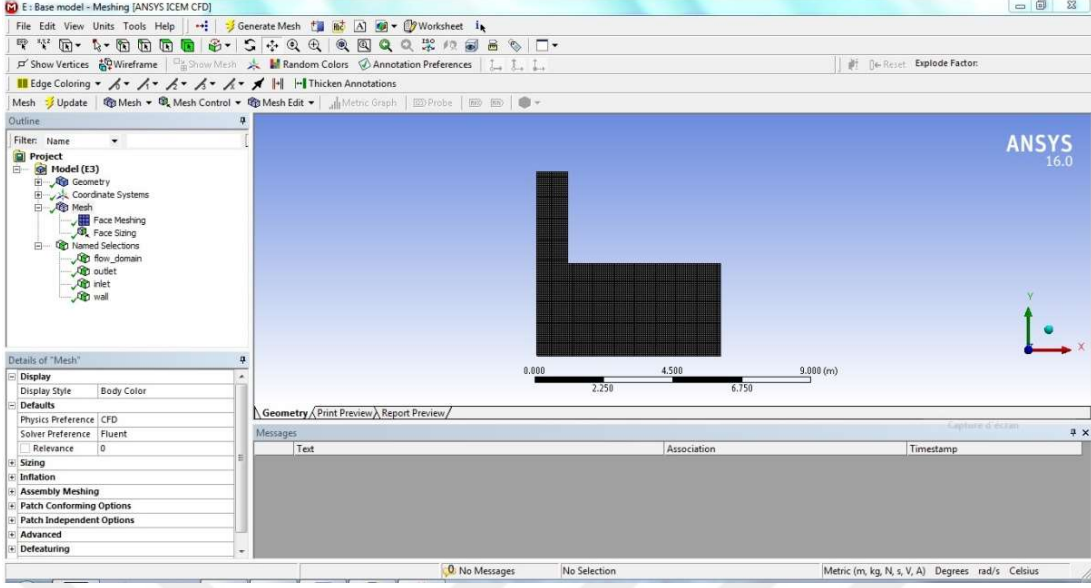 E : Base model - Meshing [ANSYS ICEM CFD]
File Edit View Units Tools Help Generate Mesh A Worksheet
Show Vertices Wireframe Show Mesh Random Colors Annotation Preferences Reset Explode Factor:
Edge Coloring Thicken Annotations
Mesh Update Mesh Mesh Control Mesh Edit Metric Graph Probe
Outline
Filter: Name
Project
Model (E3)
Geometry
Coordinate Systems
Mesh
Face Meshing
Face Sizing
Named Selections
flow_domain
outlet
inlet
wall
ANSYS
16.0
Y
X
0.000 4.500 9.000 (m)
2.250 6.750
Details of "Mesh"
Display
Display Style Body Color
Defaults
Physics Preference CFD
Solver Preference Fluent
Relevance 0
Sizing
Inflation
Assembly Meshing
Patch Conforming Options
Patch Independent Options
Advanced
Defeaturing
Geometry Print Preview Report Preview
Capture d'écran
Messages
Text Association Timestamp
No Messages No Selection Metric (m, kg, N, s, V, A) Degrees rad/s Celsius